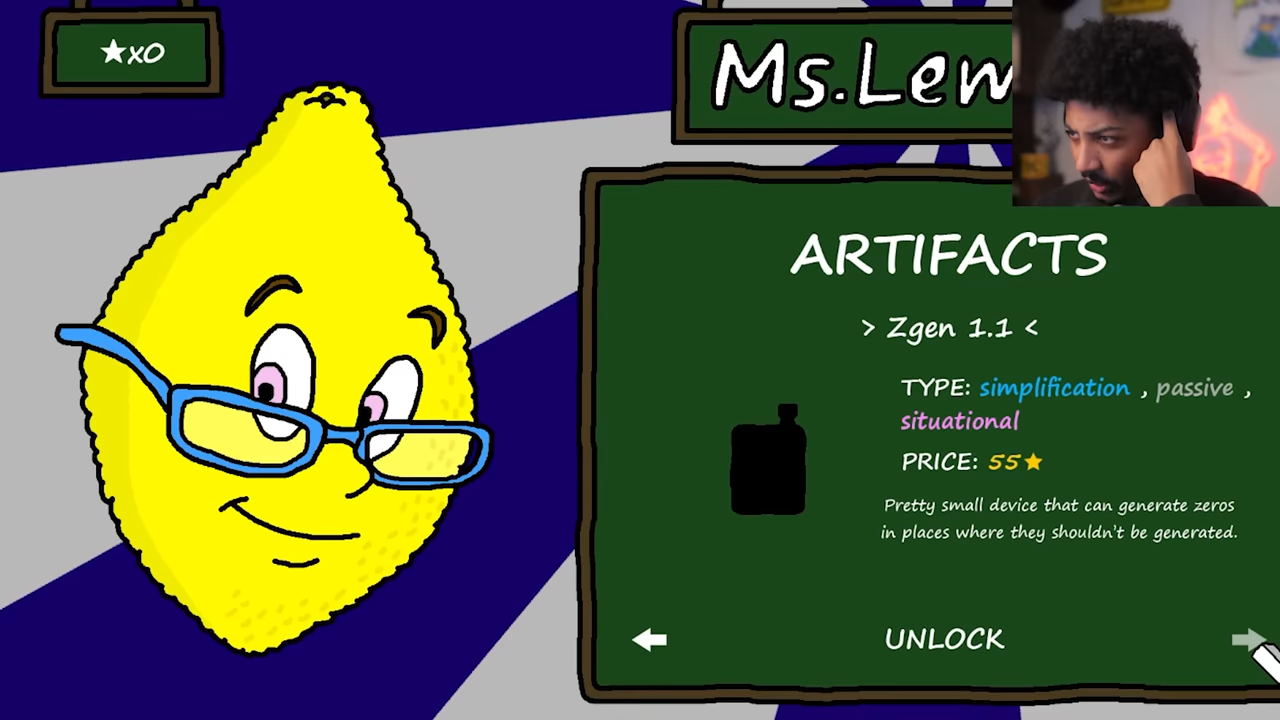 ★x0
Ms.Lem
ARTIFACTS
> Zgen 1.1 <
TYPE: simplification , passive ,
situational
PRICE: 55★
Pretty small device that can generate zeros
in places where they shouldn't be generated.
UNLOCK